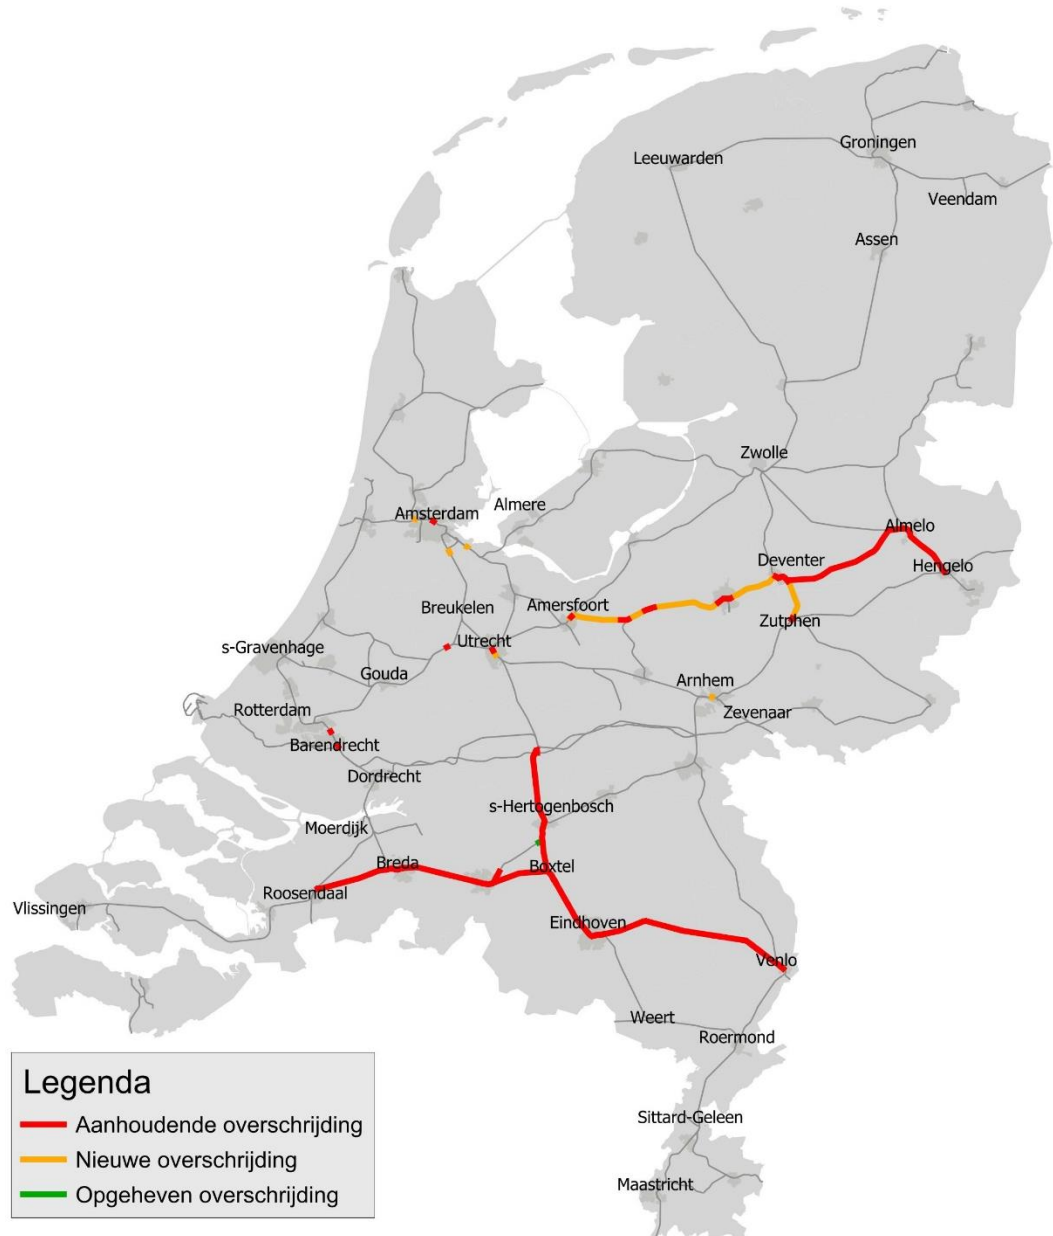 Groningen
Leeuwarden
Veendam
Assen
Zwolle
Almere
Amsterdam
Almelo
Deventer
Hengelo
Breukelen
Amersfoort
Zutphen
Utrecht
s-Gravenhage
Gouda
Arnhem
Rotterdam
Zevenaar
Barendrecht
Dordrecht
s-Hertogenbosch
Moerdijk
Breda
Boxtel
Roosendaal
Vlissingen
Eindhoven
Venlo
Weert
Roermond
Sittard-Geleen
Maastricht
Legenda
Aanhoudende overschrijding
Nieuwe overschrijding
Opgeheven overschrijding